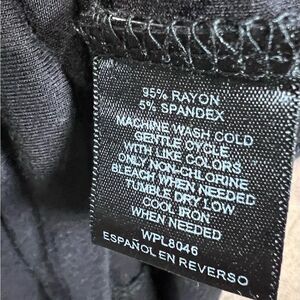 95% RAYON
5% SPANDEX
MACHINE WASH COLD
GENTLE CYCLE
WITH LIKE COLORS
ONLY NON-CHLORINE
BLEACH WHEN NEEDED
TUMBLE DRY LOW
COOL IRON
WHEN NEEDED
WPL8046
ESPAÑOL EN REVERSO